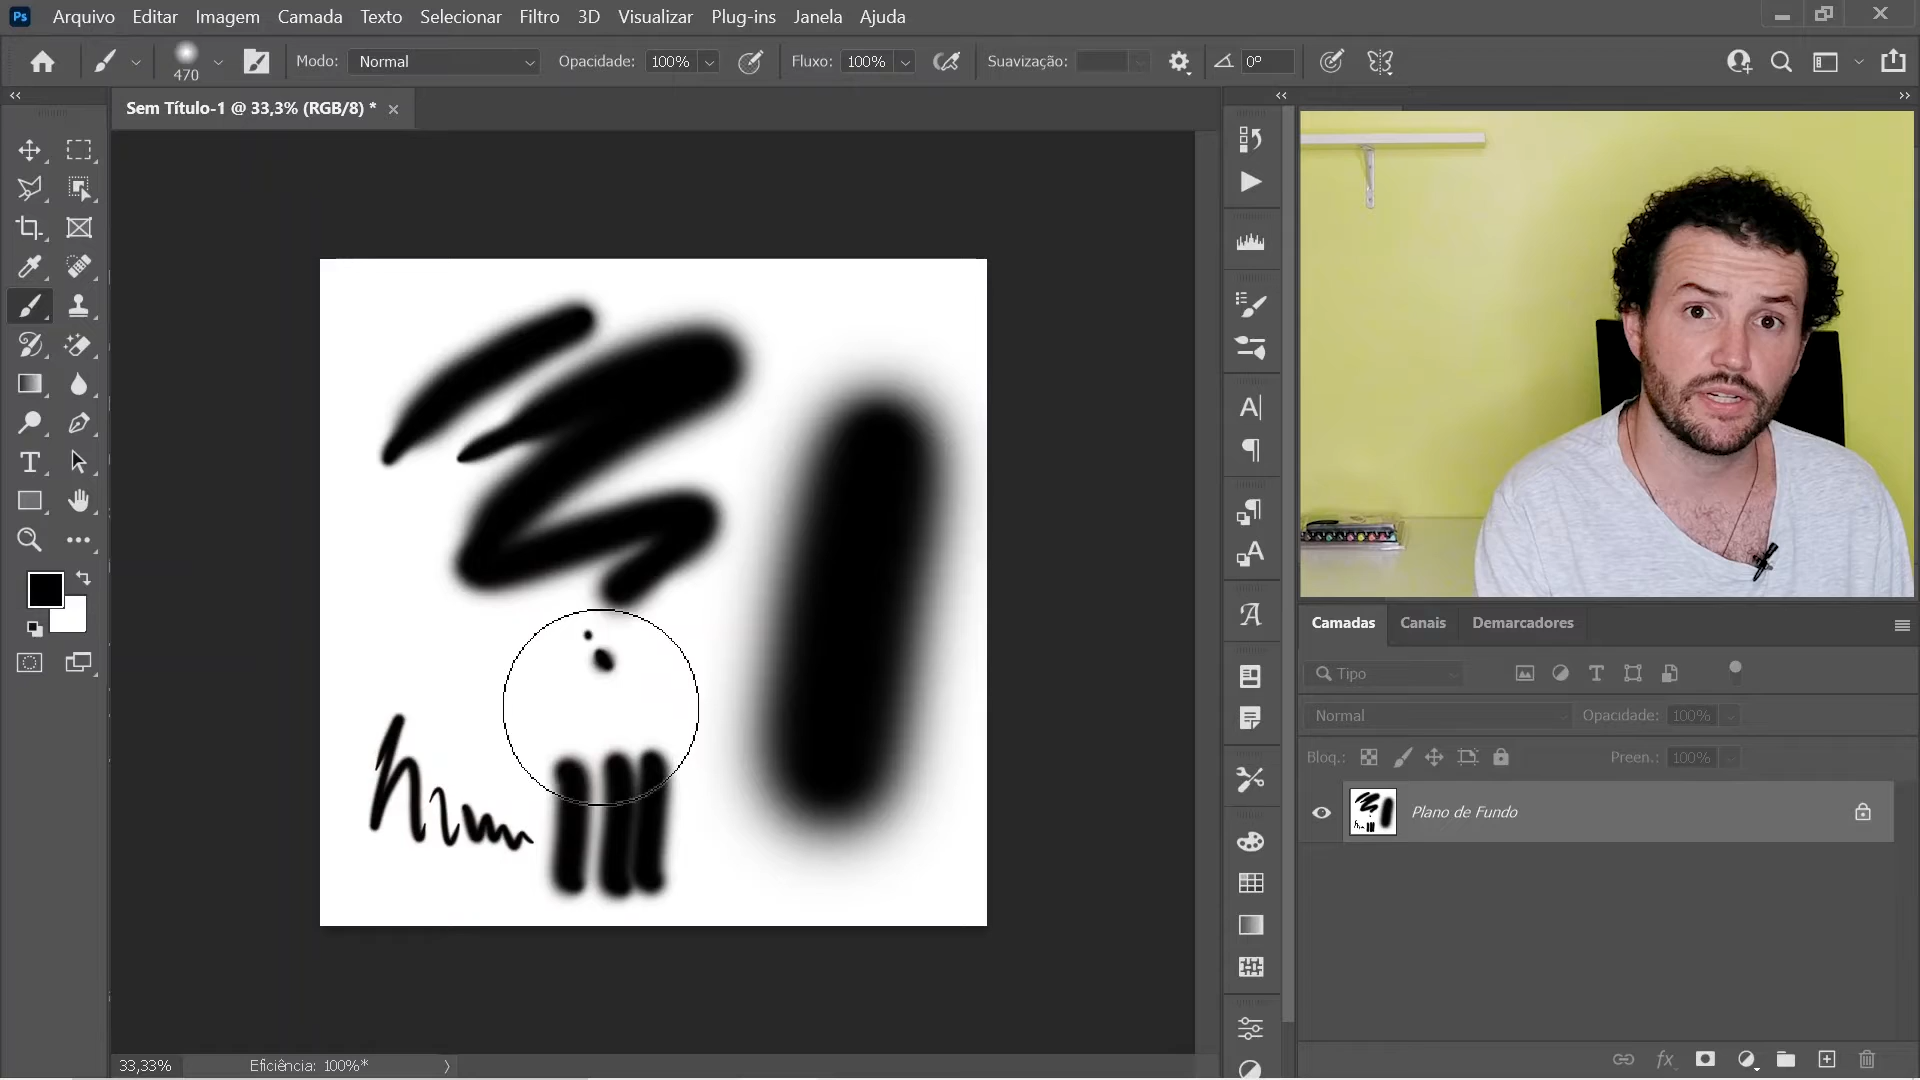 Ps Arquivo Editar Imagem Camada Texto Selecionar Filtro 3D Visualizar Plug-ins Janela Ajuda
470 Modo: Normal Opacidade: 100% Fluxo: 100% Suavização: 0°
Sem Título-1 @ 33,3% (RGB/8) *
Camadas Canais Demarcadores
Tipo
Normal Opacidade: 100%
Bloq.: Preen.: 100%
Plano de Fundo
33,33% Eficiência: 100%*